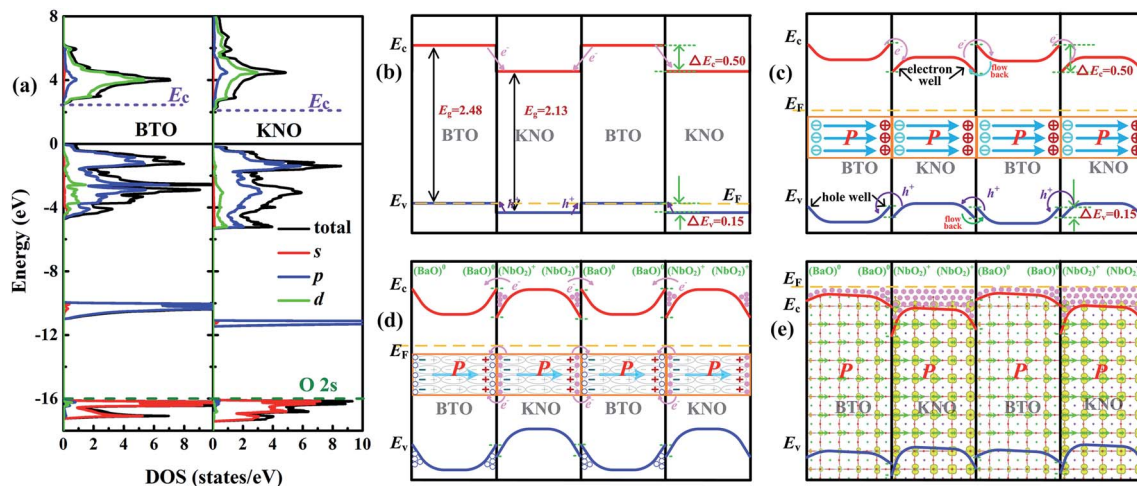 (a)
8
4
0
-4
-8
-12
-16
Energy (eV)
Ec
Ec
BTO
KNO
total
s
p
d
O 2s
0 2 4 6 8 0 2 4 6 8 10
DOS (states/eV)
(b)
Ec
△Ec=0.50
Eg=2.48
Eg=2.13
BTO
KNO
BTO
KNO
e-
e-
Ev
EF
h+
h+
△Ev=0.15
(c)
Ec
e-
e-
e-
electron
well
flow
back
△Ec=0.50
EF
P
P
P
P
BTO
KNO
BTO
KNO
Ev
hole well
h+
h+
h+
flow
back
△Ev=0.15
(BaO)0 (BaO)0 (NbO2)+ (NbO2)+ (BaO)0 (BaO)0 (NbO2)+ (NbO2)+
Ec
e-
e-
(d)
EF
P
P
P
P
e-
e-
BTO
KNO
BTO
KNO
Ev
(BaO)0 (BaO)0 (NbO2)+ (NbO2)+ (BaO)0 (BaO)0 (NbO2)+ (NbO2)+
EF
Ec
(e)
P
P
P
P
BTO
KNO
BTO
KNO
Ev